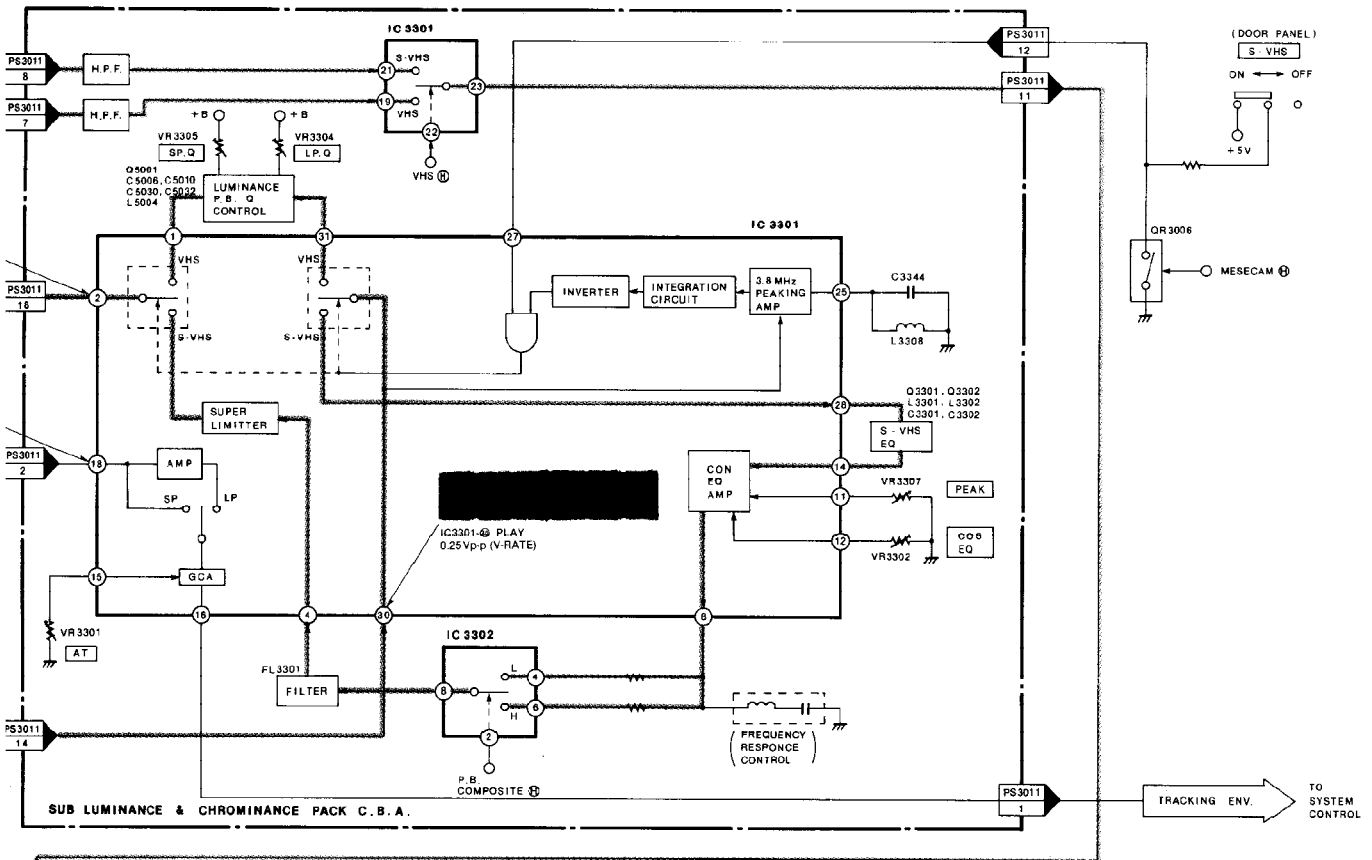 IC 3301
PS3011
8
H.P.F.
S-VHS
21
23
PS3011
7
H.P.F.
19
VHS
22
VHS Ⓗ
PS3011
12
PS3011
11
(DOOR PANEL)
S-VHS
ON ⟷ OFF
+5V
QR3006
MESECAM Ⓗ
+B
+B
VR3305
SP.Q
VR3304
LP.Q
Q5001
C5006, C5010
C5030, C5032
L5004
LUMINANCE
P.B. Q
CONTROL
1
31
27
IC 3301
PS3011
18
2
VHS
S-VHS
VHS
S-VHS
INVERTER
INTEGRATION
CIRCUIT
3.8 MHz
PEAKING
AMP
25
C3344
L3308
SUPER
LIMITTER
28
Q3301, Q3302
L3301, L3302
C3301, C3302
S-VHS
EQ
PS3011
2
18
AMP
SP
LP
CON
EQ
AMP
14
11
VR3307
PEAK
12
VR3302
COS
EQ
IC3301- PLAY
0.25 Vp-p (V-RATE)
15
GCA
16
4
30
8
VR3301
AT
IC 3302
FL3301
FILTER
8
L
4
H
6
2
P.B.
COMPOSITE Ⓗ
(FREQUENCY
RESPONCE
CONTROL)
PS3011
14
SUB LUMINANCE & CHROMINANCE PACK C.B.A.
PS3011
1
TRACKING ENV.
TO
SYSTEM
CONTROL